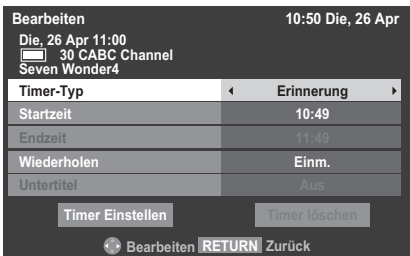 Bearbeiten 10:50 Die, 26 Apr
Die, 26 Apr 11:00
30 CABC Channel
Seven Wonder4
Timer-Typ Erinnerung
Startzeit 10:49
Endzeit 11:49
Wiederholen Einm.
Untertitel Aus
Timer Einstellen Timer löschen
Bearbeiten RETURN Zurück